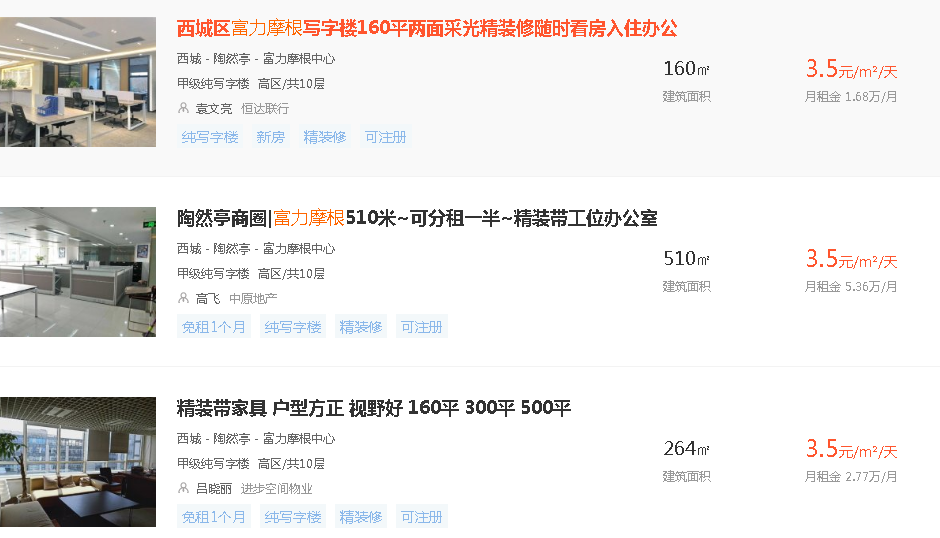 西城区富力摩根写字楼160平两面采光精装修随时看房入住办公
西城 - 陶然亭 - 富力摩根中心
甲级纯写字楼 高区/共10层
袁文亮 恒达联行
纯写字楼 新房 精装修 可注册
160㎡
建筑面积
3.5元/m²/天
月租金 1.68万/月
陶然亭商圈|富力摩根510米~可分租一半~精装带工位办公室
西城 - 陶然亭 - 富力摩根中心
甲级纯写字楼 高区/共10层
高飞 中原地产
免租1个月 纯写字楼 精装修 可注册
510㎡
建筑面积
3.5元/m²/天
月租金 5.36万/月
精装带家具 户型方正 视野好 160平 300平 500平
西城 - 陶然亭 - 富力摩根中心
甲级纯写字楼 高区/共10层
吕晓丽 进步空间物业
免租1个月 纯写字楼 精装修 可注册
264㎡
建筑面积
3.5元/m²/天
月租金 2.77万/月